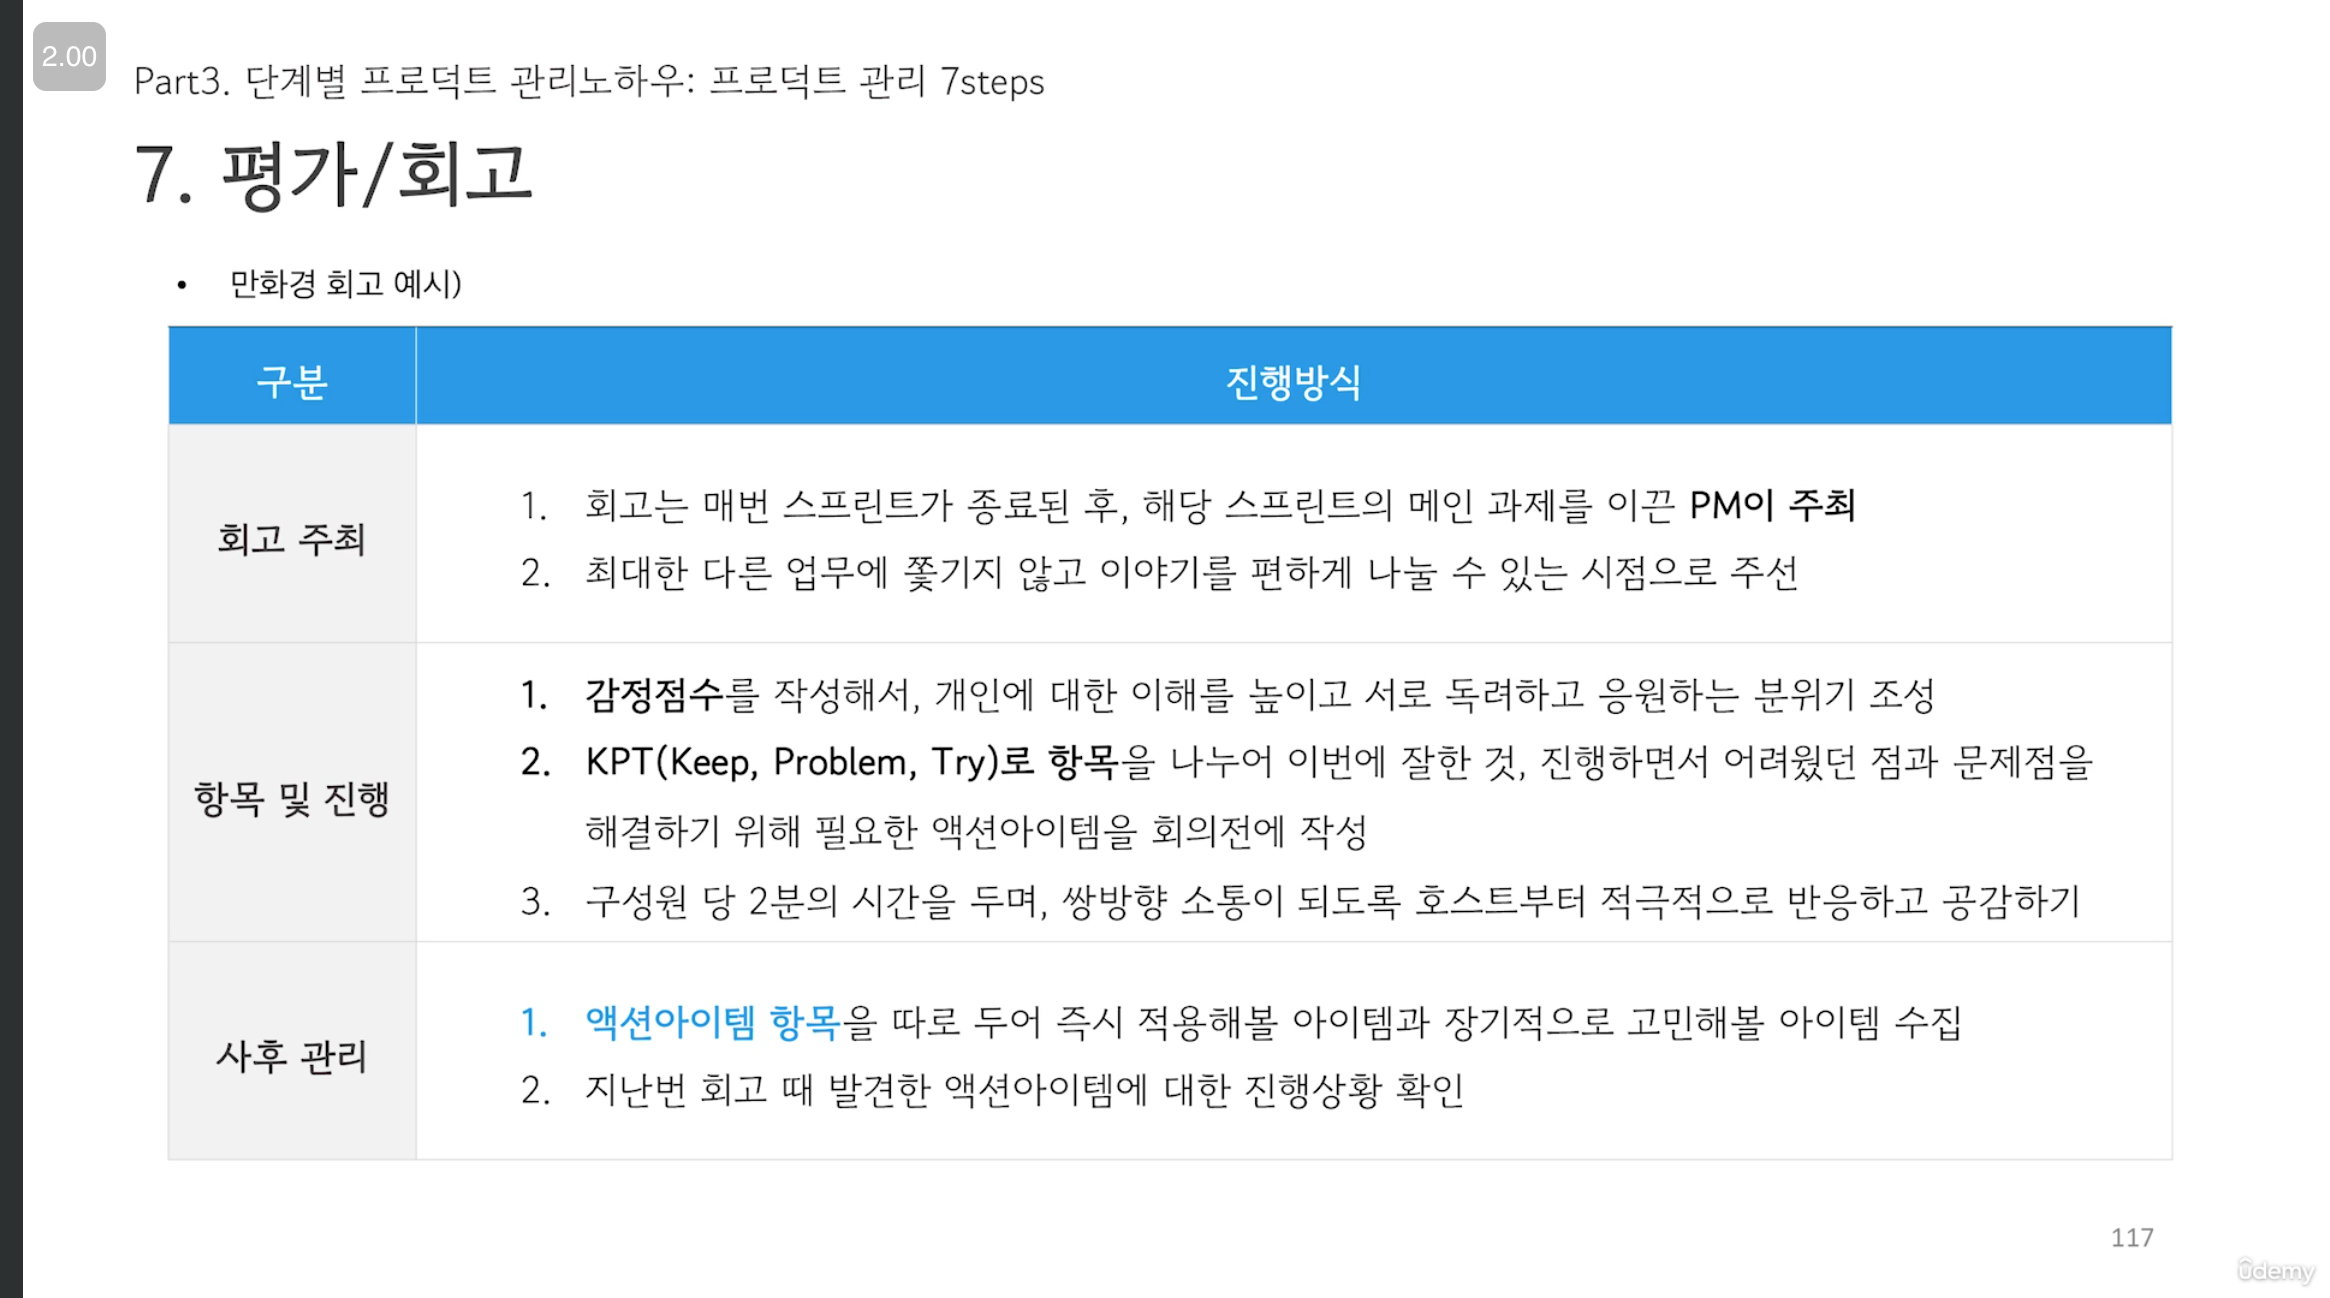 2.00
Part3. 단계별 프로덕트 관리노하우: 프로덕트 관리 7steps
7. 평가/회고
• 만화경 회고 예시)
구분
진행방식
회고 주최
1. 회고는 매번 스프린트가 종료된 후, 해당 스프린트의 메인 과제를 이끈 PM이 주최
2. 최대한 다른 업무에 쫓기지 않고 이야기를 편하게 나눌 수 있는 시점으로 주선
항목 및 진행
1. 감정점수를 작성해서, 개인에 대한 이해를 높이고 서로 독려하고 응원하는 분위기 조성
2. KPT(Keep, Problem, Try)로 항목을 나누어 이번에 잘한 것, 진행하면서 어려웠던 점과 문제점을
해결하기 위해 필요한 액션아이템을 회의전에 작성
3. 구성원 당 2분의 시간을 두며, 쌍방향 소통이 되도록 호스트부터 적극적으로 반응하고 공감하기
사후 관리
1. 액션아이템 항목을 따로 두어 즉시 적용해볼 아이템과 장기적으로 고민해볼 아이템 수집
2. 지난번 회고 때 발견한 액션아이템에 대한 진행상황 확인
117
ûdemy